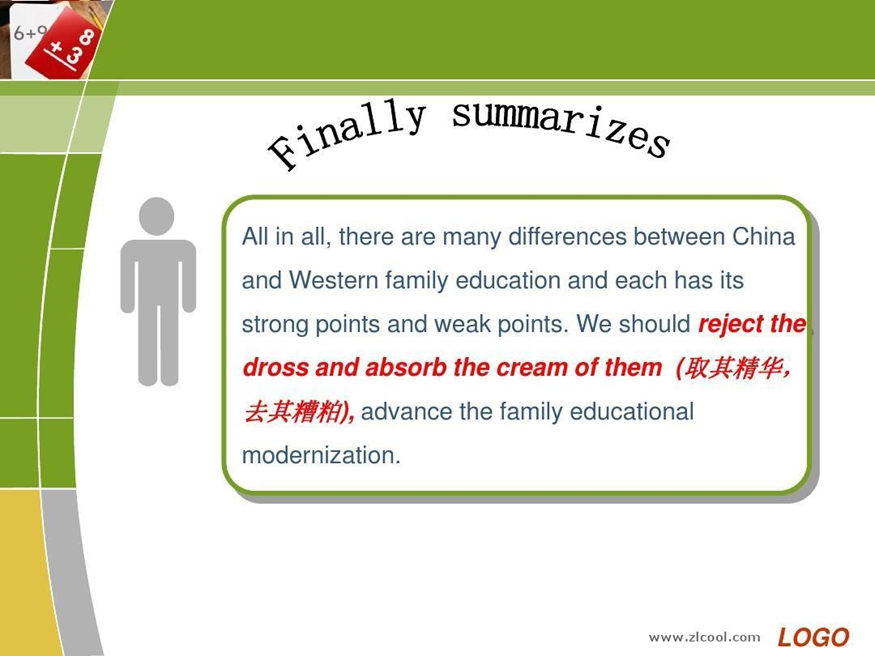 6+9
8
+3
Finally summarizes
All in all, there are many differences between China
and Western family education and each has its
strong points and weak points. We should reject the
dross and absorb the cream of them (取其精华，
去其糟粕), advance the family educational
modernization.
www.zlcool.com
LOGO